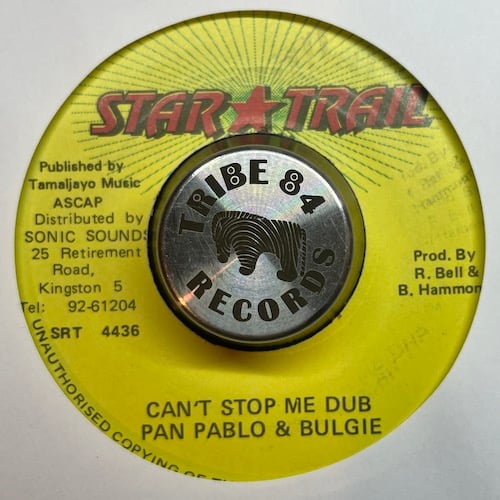 STAR TRAIL
Published by
Tamaljayo Music
ASCAP
Distributed by
SONIC SOUNDS
25 Retirement
Road,
Kingston 5
Tel: 92-61204
SRT 4436
TRIBE 84
RECORDS
Prod. By
R. Bell &
B. Hammon
CAN'T STOP ME DUB
PAN PABLO & BULGIE
UNAUTHORISED COPYING OF